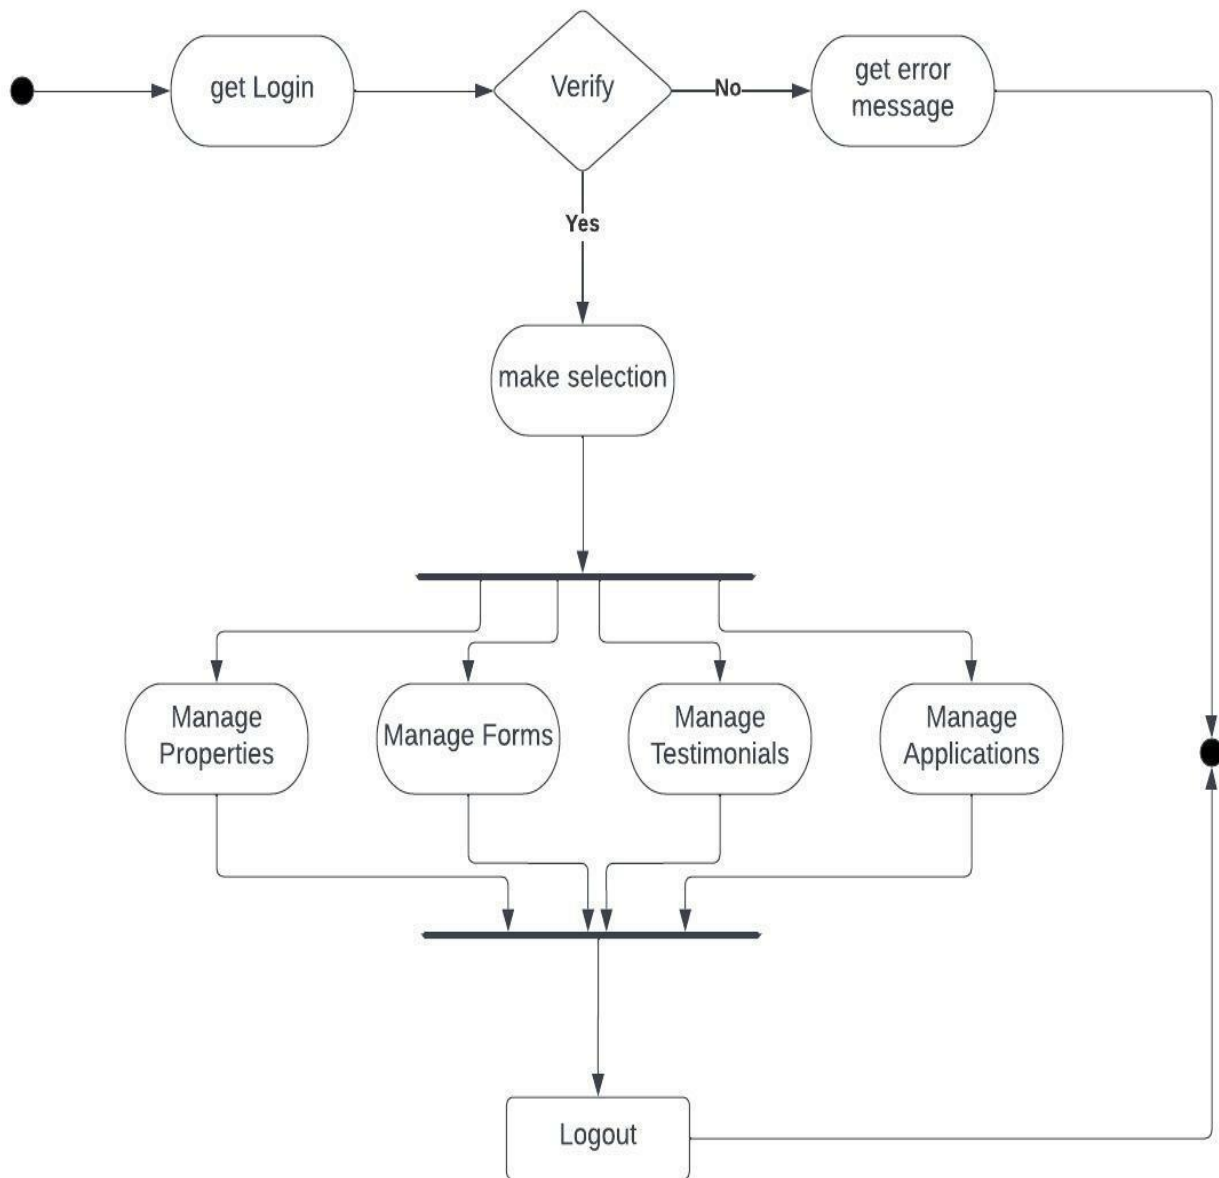 get Login
Verify
No
get error
message
Yes
make selection
Manage
Properties
Manage Forms
Manage
Testimonials
Manage
Applications
Logout